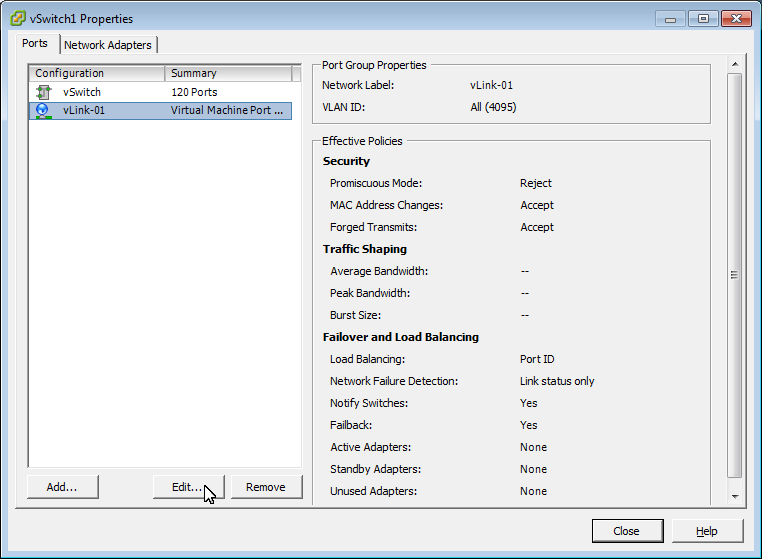 vSwitch1 Properties
Ports
Network Adapters
Configuration Summary
vSwitch 120 Ports
vLink-01 Virtual Machine Port ...
Add...
Edit...
Remove
Port Group Properties
Network Label: vLink-01
VLAN ID: All (4095)
Effective Policies
Security
Promiscuous Mode: Reject
MAC Address Changes: Accept
Forged Transmits: Accept
Traffic Shaping
Average Bandwidth: --
Peak Bandwidth: --
Burst Size: --
Failover and Load Balancing
Load Balancing: Port ID
Network Failure Detection: Link status only
Notify Switches: Yes
Failback: Yes
Active Adapters: None
Standby Adapters: None
Unused Adapters: None
Close
Help